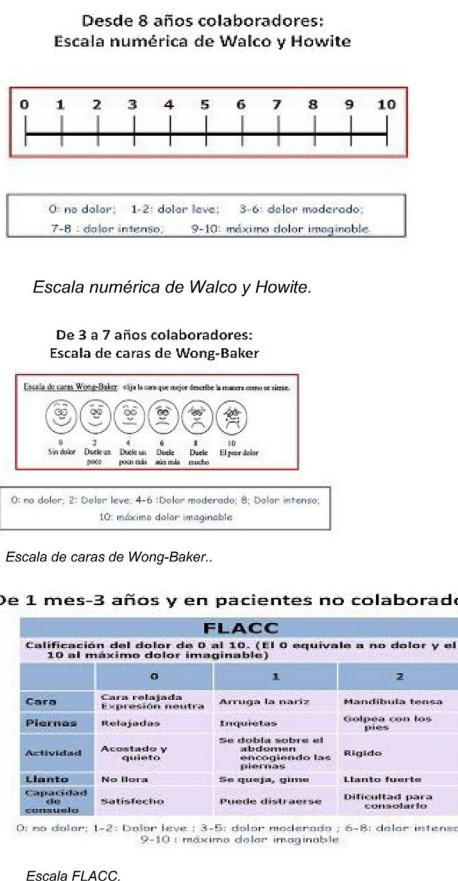 Desde 8 años colaboradores:
Escala numérica de Walco y Howite
0 1 2 3 4 5 6 7 8 9 10
0: no dolor; 1-2: dolor leve; 3-6: dolor moderado;
7-8 : dolor intenso; 9-10: máximo dolor imaginable
Escala numérica de Walco y Howite.
De 3 a 7 años colaboradores:
Escala de caras de Wong-Baker
Escala de caras Wong-Baker: elija la cara que mejor describe la manera como se siente.
0 2 4 6 8 10
Sin dolor Duele un Duele un Duele Duele El peor dolor
poco poco más aún más mucho
0: no dolor; 2: Dolor leve; 4-6 :Dolor moderado; 8; Dolor intenso;
10: máximo dolor imaginable
Escala de caras de Wong-Baker..
De 1 mes-3 años y en pacientes no colaborado
FLACC
Calificación del dolor de 0 al 10. (El 0 equivale a no dolor y el
10 al máximo dolor imaginable)
0 1 2
Cara Cara relajada Expresión neutra Arruga la nariz Mandíbula tensa
Piernas Relajadas Inquietas Golpea con los pies
Actividad Acostado y quieto Se dobla sobre el abdomen encogiendo las piernas Rígido
Llanto No llora Se queja, gime Llanto fuerte
Capacidad de consuelo Satisfecho Puede distraerse Dificultad para consolarlo
0: no dolor; 1-2: Dolor leve ; 3-5: dolor moderado ; 6-8: dolor intenso
9-10 : máximo dolor imaginable
Escala FLACC.